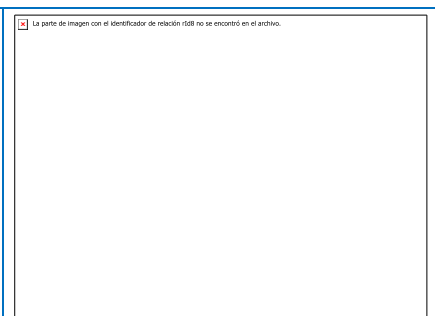 La parte de imagen con el identificador de relación rId8 no se encontró en el archivo.